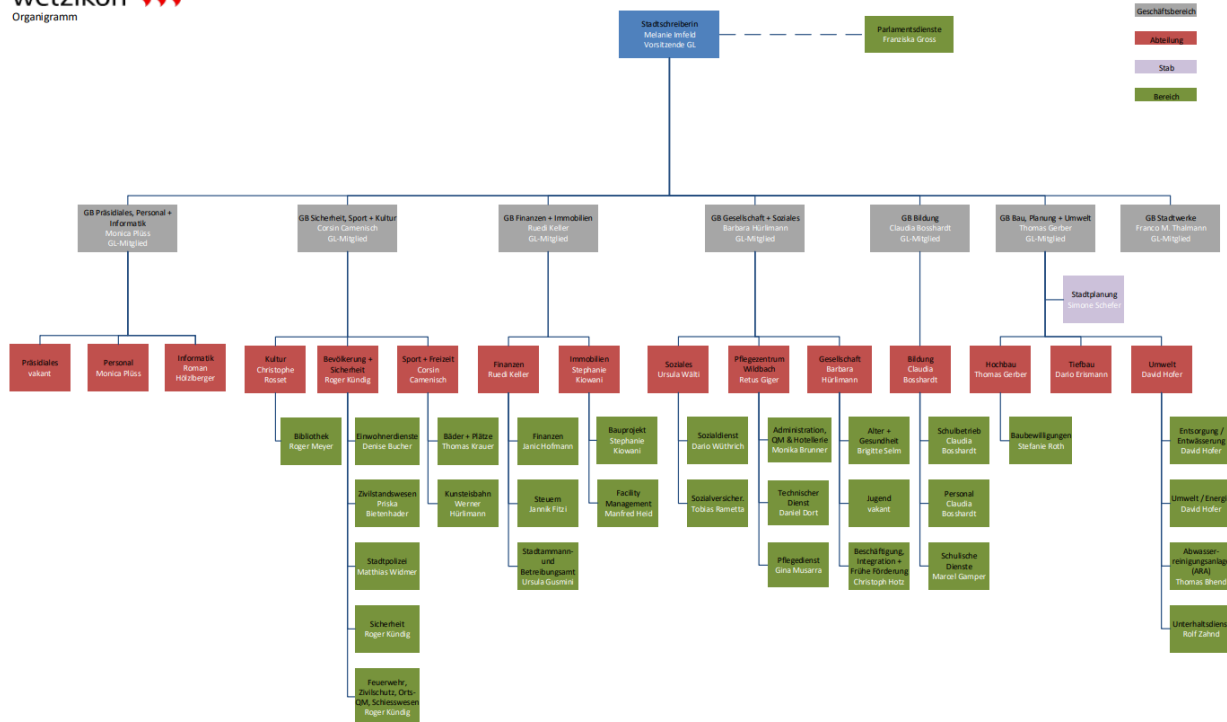 wetzikon
Organigramm
Stadtschreiberin
Melanie Imfeld
Vorsitzende GL
Parlamentsdienste
Franziska Gross
Geschäftsbereich
Abteilung
Stab
Bereich
GB Präsidiales, Personal +
Informatik
Monica Plüss
GL-Mitglied
GB Sicherheit, Sport + Kultur
Corsin Camenisch
GL-Mitglied
GB Finanzen + Immobilien
Ruedi Keller
GL-Mitglied
GB Gesellschaft + Soziales
Barbara Hürlimann
GL-Mitglied
GB Bildung
Claudia Bosshardt
GL-Mitglied
GB Bau, Planung + Umwelt
Thomas Gerber
GL-Mitglied
GB Stadtwerke
Franco M. Thalmann
GL-Mitglied
Stadtplanung
Simone Schefer
Präsidiales
vakant
Personal
Monica Plüss
Informatik
Roman
Hölzlberger
Kultur
Christophe
Rosset
Bevölkerung +
Sicherheit
Roger Kündig
Sport + Freizeit
Corsin
Camenisch
Finanzen
Ruedi Keller
Immobilien
Stephanie
Kiowani
Soziales
Ursula Wälti
Pflegezentrum
Wildbach
Retus Giger
Gesellschaft
Barbara
Hürlimann
Bildung
Claudia
Bosshardt
Hochbau
Thomas Gerber
Tiefbau
Dario Erismann
Umwelt
David Hofer
Bibliothek
Roger Meyer
Einwohnerdienste
Denise Bucher
Zivilstandswesen
Priska
Bietenhader
Stadtpolizei
Matthias Widmer
Sicherheit
Roger Kündig
Feuerwehr,
Zivilschutz, Orts-
QM, Schiesswesen
Roger Kündig
Bäder + Plätze
Thomas Krauer
Kunsteisbahn
Werner
Hürlimann
Finanzen
Janic Hofmann
Steuern
Jannik Fitzi
Stadtammann-
und
Betreibungsamt
Ursula Gusmini
Bauprojekt
Stephanie
Kiowani
Facility
Management
Manfred Heid
Sozialdienst
Dario Wüthrich
Sozialversicher.
Tobias Rametta
Administration,
QM & Hotellerie
Monika Brunner
Technischer
Dienst
Daniel Dort
Pflegedienst
Gina Musarra
Alter +
Gesundheit
Brigitte Selm
Jugend
vakant
Beschäftigung,
Integration +
Frühe Förderung
Christoph Hotz
Schulbetrieb
Claudia
Bosshardt
Personal
Claudia
Bosshardt
Schulische
Dienste
Marcel Gamper
Baubewilligungen
Stefanie Roth
Entsorgung /
Entwässerung
David Hofer
Umwelt / Energie
David Hofer
Abwasser-
reinigungsanlage
(ARA)
Thomas Bhend
Unterhaltsdienst
Rolf Zahnd